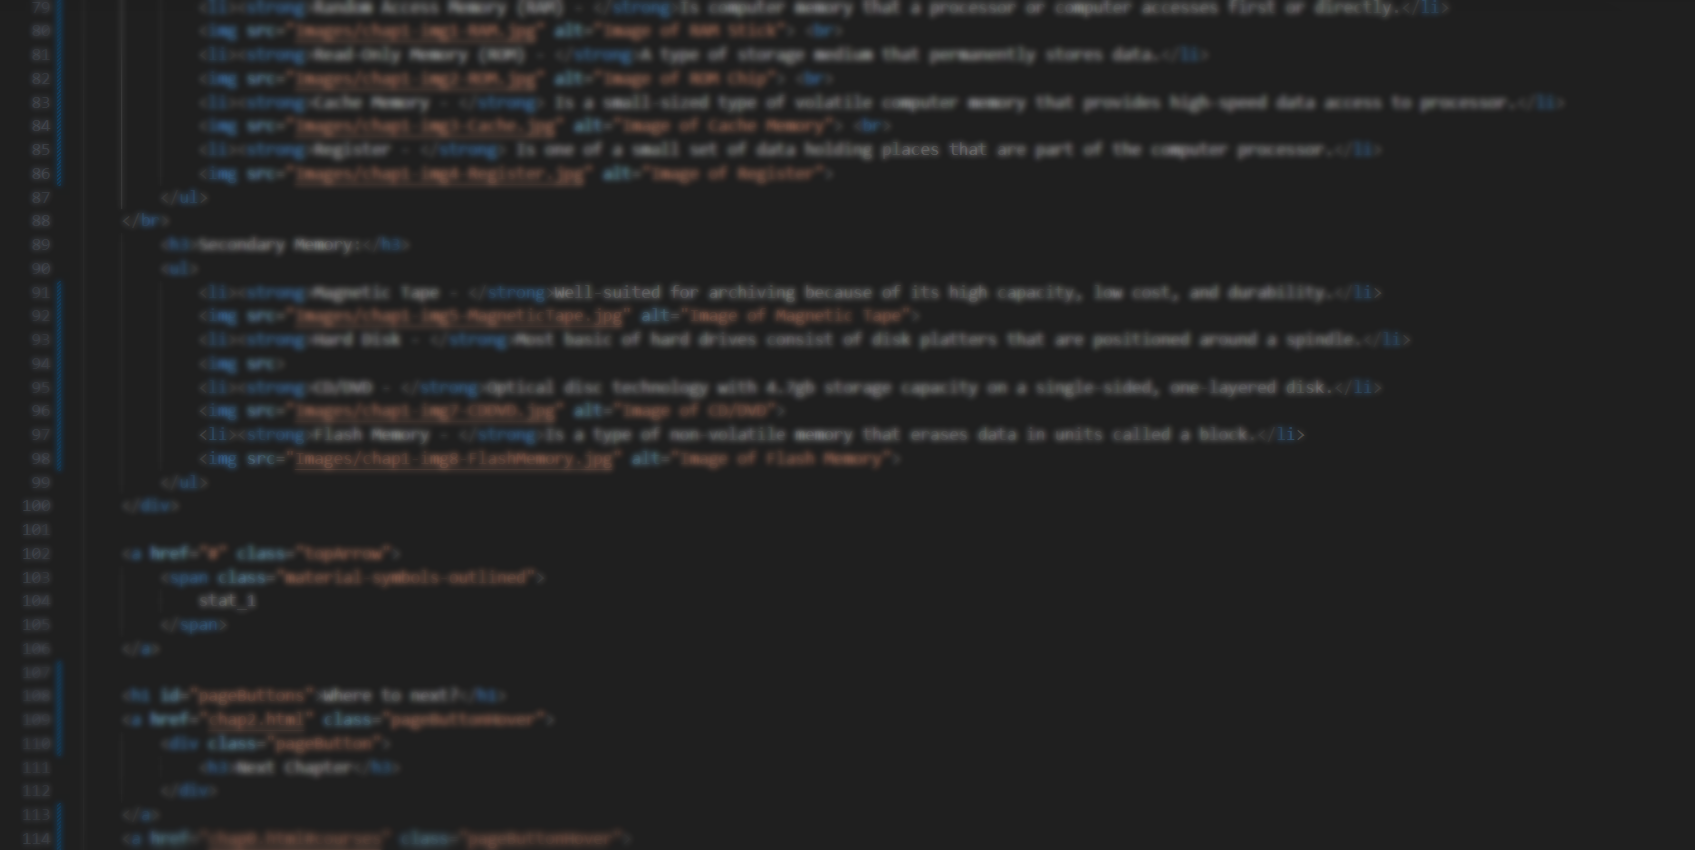 79 <li><strong>Random Access Memory (RAM) - </strong>Is computer memory that a processor or computer accesses first or directly.</li>
80 <img src="Images/chap1-img1-RAM.jpg" alt="Image of RAM Stick"> <br>
81 <li><strong>Read-Only Memory (ROM) - </strong>A type of storage medium that permanently stores data.</li>
82 <img src="Images/chap1-img2-ROM.jpg" alt="Image of ROM Chip"> <br>
83 <li><strong>Cache Memory - </strong> Is a small-sized type of volatile computer memory that provides high-speed data access to processor.</li>
84 <img src="Images/chap1-img3-Cache.jpg" alt="Image of Cache Memory"> <br>
85 <li><strong>Register - </strong> Is one of a small set of data holding places that are part of the computer processor.</li>
86 <img src="Images/chap1-img4-Register.jpg" alt="Image of Register">
87 </ul>
88 </br>
89 <h3>Secondary Memory:</h3>
90 <ul>
91 <li><strong>Magnetic Tape - </strong>Well-suited for archiving because of its high capacity, low cost, and durability.</li>
92 <img src="Images/chap1-img5-MagneticTape.jpg" alt="Image of Magnetic Tape">
93 <li><strong>Hard Disk - </strong>Most basic of hard drives consist of disk platters that are positioned around a spindle.</li>
94 <img src>
95 <li><strong>CD/DVD - </strong>Optical disc technology with 4.7gb storage capacity on a single-sided, one-layered disk.</li>
96 <img src="Images/chap1-img7-CDDVD.jpg" alt="Image of CD/DVD">
97 <li><strong>Flash Memory - </strong>Is a type of non-volatile memory that erases data in units called a block.</li>
98 <img src="Images/chap1-img8-FlashMemory.jpg" alt="Image of Flash Memory">
99 </ul>
100 </div>
101
102 <a href="#" class="topArrow">
103 <span class="material-symbols-outlined">
104 stat_1
105 </span>
106 </a>
107
108 <h1 id="pageButtons">Where to next?</h1>
109 <a href="chap2.html" class="pageButtonHover">
110 <div class="pageButton">
111 <h3>Next Chapter</h3>
112 </div>
113 </a>
114 <a href="chap0.html#courses" class="pageButtonHover">